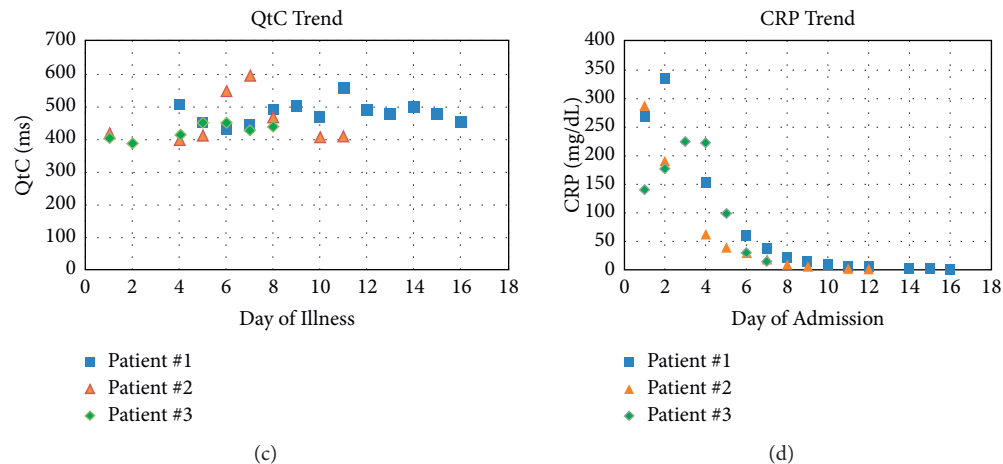 QtC Trend
700
600
500
400
300
200
100
0
QtC (ms)
0 2 4 6 8 10 12 14 16 18
Day of Illness
Patient #1
Patient #2
Patient #3
(c)
CRP Trend
400
350
300
250
200
150
100
50
0
CRP (mg/dL)
0 2 4 6 8 10 12 14 16 18
Day of Admission
Patient #1
Patient #2
Patient #3
(d)